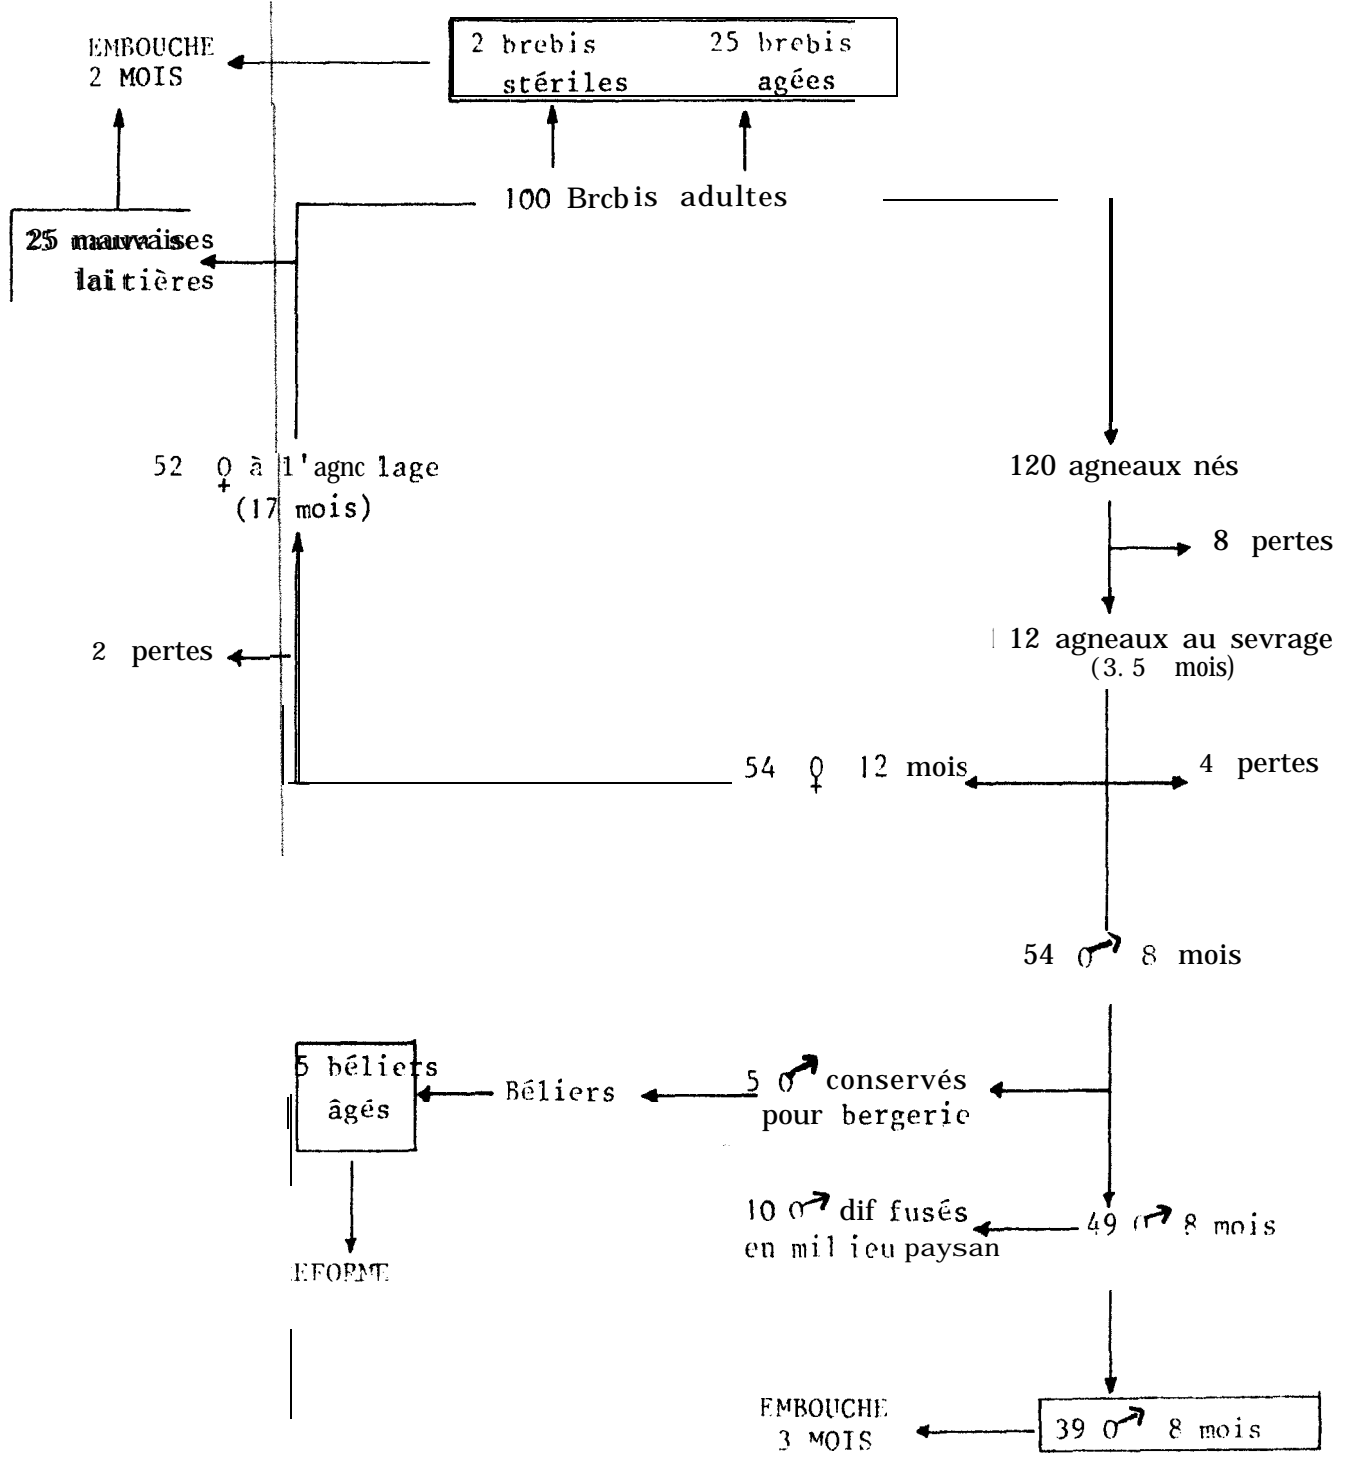 EMBOUCHE
2 MOIS
2 brebis 25 brebis
stériles agées
100 Brebis adultes
25 mauvaises
laitières
52 ♀ à l'agnelage
(17 mois)
120 agneaux nés
8 pertes
112 agneaux au sevrage
(3.5 mois)
2 pertes
54 ♀ 12 mois
4 pertes
54 ♂ 8 mois
5 béliers
âgés
Béliers
5 ♂ conservés
pour bergerie
10 ♂ diffusés
en milieu paysan
49 ♂ 8 mois
EFORME
EMBOUCHE
3 MOIS
39 ♂ 8 mois